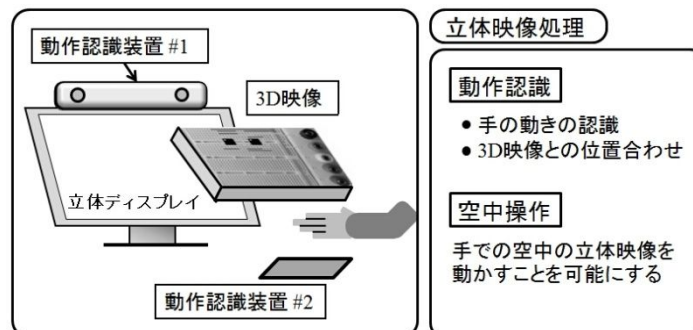 動作認識装置 #1
3D映像
立体ディスプレイ
動作認識装置 #2
立体映像処理
動作認識
• 手の動きの認識
• 3D映像との位置合わせ
空中操作
手での空中の立体映像を
動かすことを可能にする